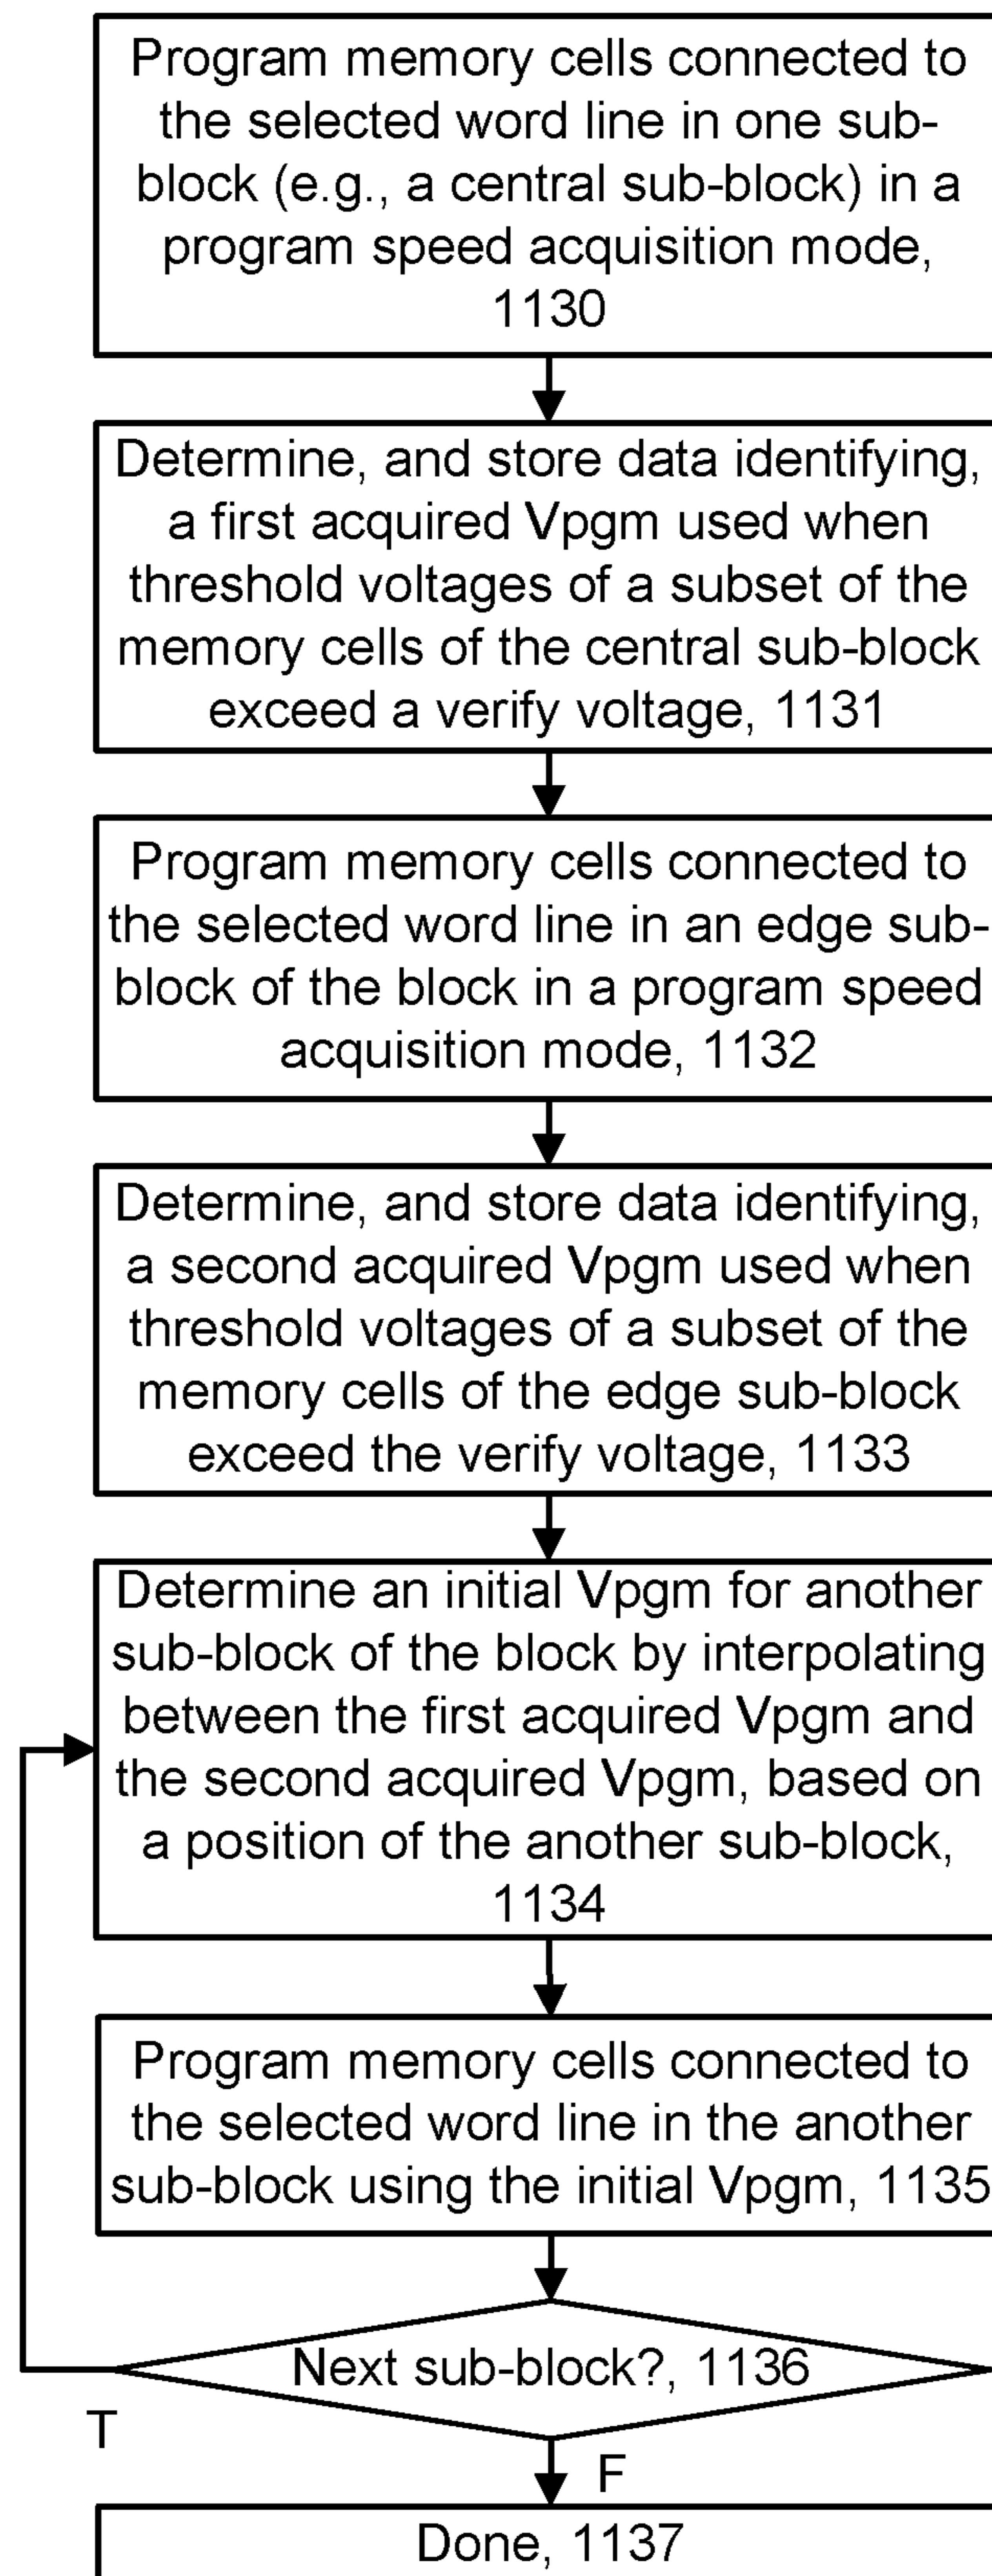 Program memory cells connected to
the selected word line in one sub-
block (e.g., a central sub-block) in a
program speed acquisition mode,
1130
Determine, and store data identifying,
a first acquired Vpgm used when
threshold voltages of a subset of the
memory cells of the central sub-block
exceed a verify voltage, 1131
Program memory cells connected to
the selected word line in an edge sub-
block of the block in a program speed
acquisition mode, 1132
Determine, and store data identifying,
a second acquired Vpgm used when
threshold voltages of a subset of the
memory cells of the edge sub-block
exceed the verify voltage, 1133
Determine an initial Vpgm for another
sub-block of the block by interpolating
between the first acquired Vpgm and
the second acquired Vpgm, based on
a position of the another sub-block,
1134
Program memory cells connected to
the selected word line in the another
sub-block using the initial Vpgm, 1135
Next sub-block?, 1136
T
F
Done, 1137